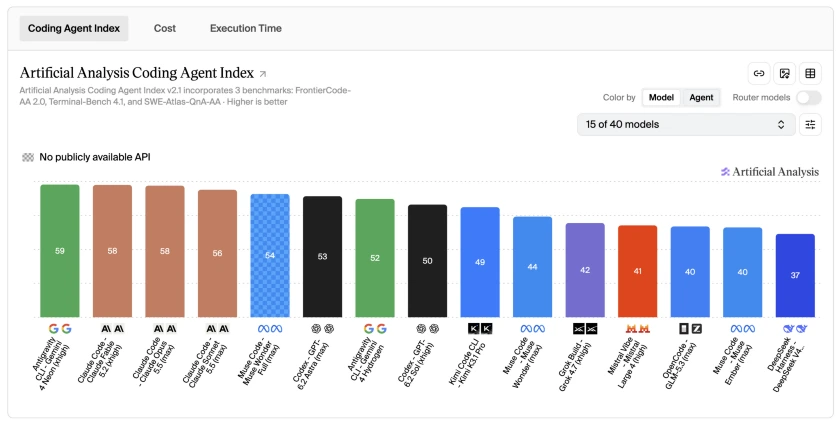 Coding Agent Index
Cost
Execution Time
Artificial Analysis Coding Agent Index
Artificial Analysis Coding Agent Index v2.1 incorporates 3 benchmarks: FrontierCode-
AA 2.0, Terminal-Bench 4.1, and SWE-Atlas-QnA-AA · Higher is better
Color by
Model
Agent
Router models
15 of 40 models
No publicly available API
Artificial Analysis
59
58
58
56
54
53
52
50
49
44
42
41
40
40
37
Antigravity
CLI - Gemini
4 Neon (xhigh)
Claude Code -
Claude Fable
5.2 (xhigh)
Claude Code
- Claude Opus
5.5 (max)
Claude Code -
Claude Sonnet
5.5 (max)
Muse Code -
Muse Wonder
Full (max)
Codex - GPT-
6.2 Astra (max)
Antigravity
CLI - Gemini
4 Hydrogen
Codex - GPT-
6.2 Sol (xhigh)
Kimi Code CLI
- Kimi K3.1 Pro
Muse Code
- Muse
Wonder (max)
Grok Build -
Grok 4.7 (xhigh)
Mistral Vibe
- Mistral
Large 4 (high)
OpenCode -
GLM-5.3 (max)
Muse Code
- Muse
Ember (max)
DeepSeek
Harness -
DeepSeek V4...